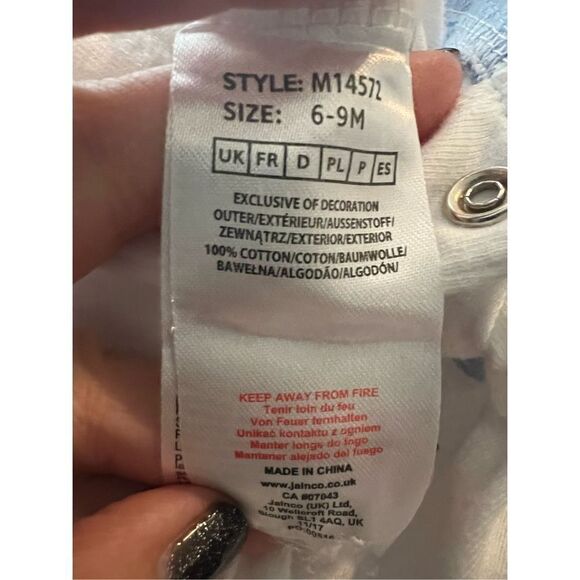 STYLE: M14572
SIZE: 6-9M
UK FR D PL P ES
EXCLUSIVE OF DECORATION
OUTER/EXTÉRIEUR/AUSSENSTOFF/
ZEWNĄTRZ/EXTERIOR/EXTERIOR
100% COTTON/COTON/BAUMWOLLE/
BAWEŁNA/ALGODÃO/ALGODÓN/
KEEP AWAY FROM FIRE
Tenir loin du feu
Von Feuer fernhalten
Unikać kontaktu z ogniem
Manter longe do fogo
Mantener alejado del fuego
MADE IN CHINA
www.jainco.co.uk
CA 807043
Jainco (UK) Ltd,
10 Wellcroft Road,
Slough SL1 4AQ, UK
11/17